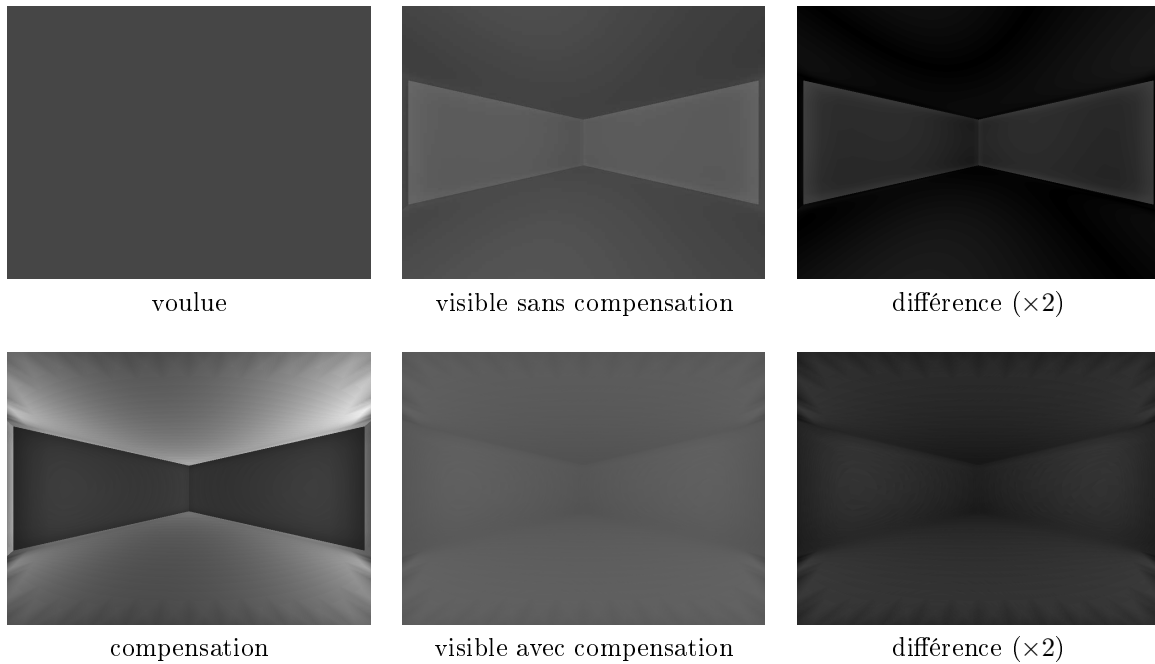 voulue
visible sans compensation
différence (×2)
compensation
visible avec compensation
différence (×2)